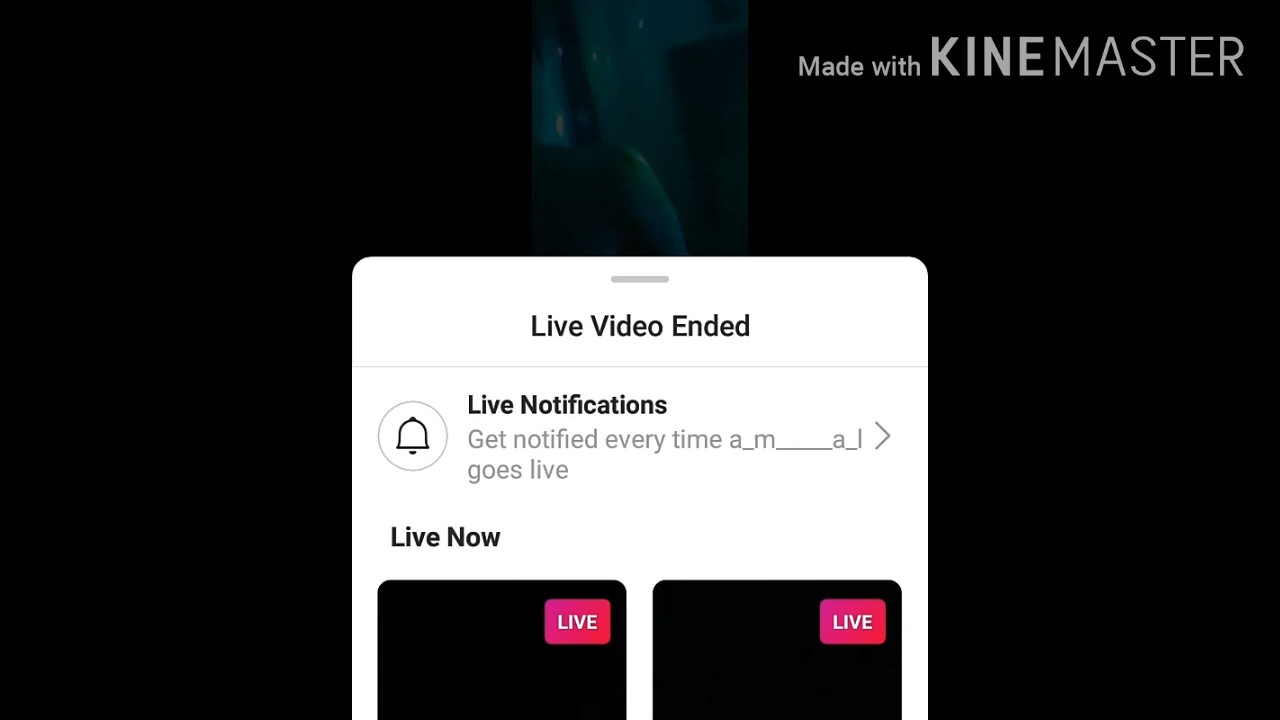 Made with KINEMASTER
Live Video Ended
Live Notifications
Get notified every time a_m_____a_l
goes live
Live Now
LIVE LIVE